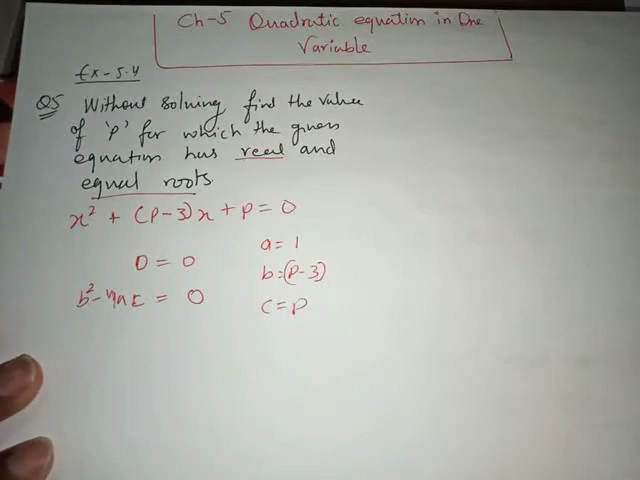 Ch-5 Quadratic equation in One
Variable
Ex-5.4
Q5 Without solving, find the value
of 'p' for which the given
equation has real and
equal roots.
x² + (P-3)x + p = 0
D = 0
b² - 4ac = 0
a = 1
b = (P-3)
c = p